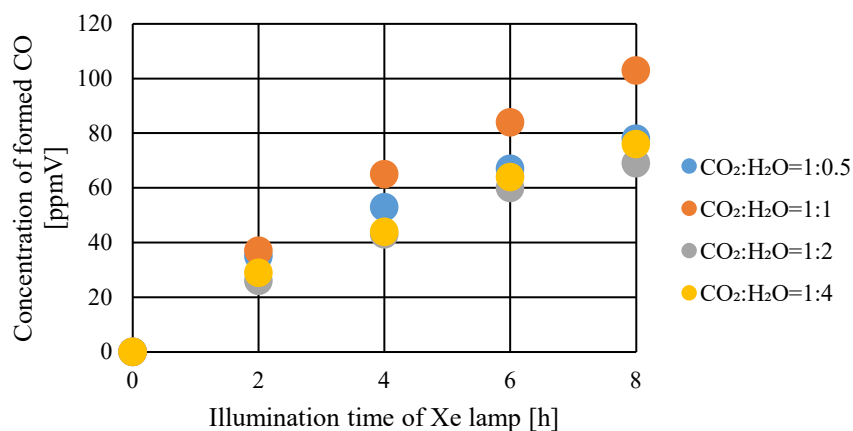 120
100
80
60
40
20
0
0 2 4 6 8
Concentration of formed CO
[ppmV]
Illumination time of Xe lamp [h]
CO₂:H₂O=1:0.5
CO₂:H₂O=1:1
CO₂:H₂O=1:2
CO₂:H₂O=1:4